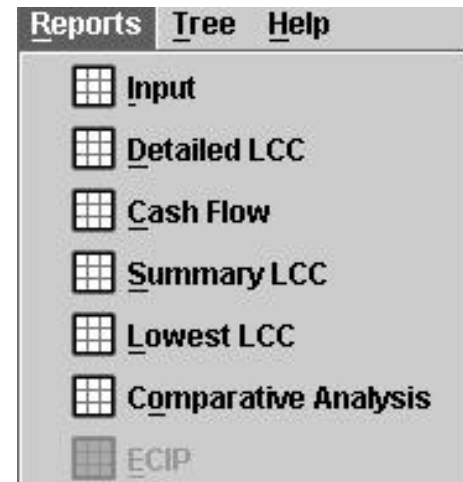 Reports Tree Help
Input
Detailed LCC
Cash Flow
Summary LCC
Lowest LCC
Comparative Analysis
ECIP